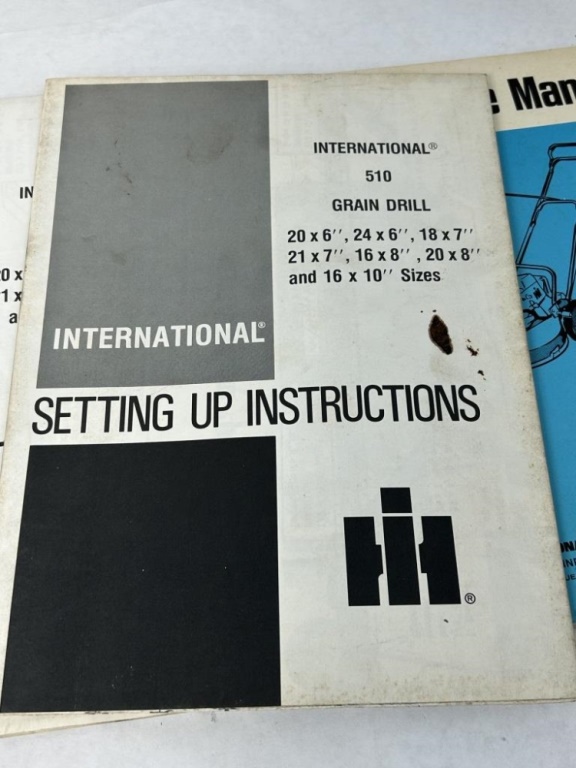 INTERNATIONAL®
510
GRAIN DRILL
20 x 6'', 24 x 6'', 18 x 7''
21 x 7'', 16 x 8'' , 20 x 8''
and 16 x 10'' Sizes
INTERNATIONAL®
SETTING UP INSTRUCTIONS
IH
®